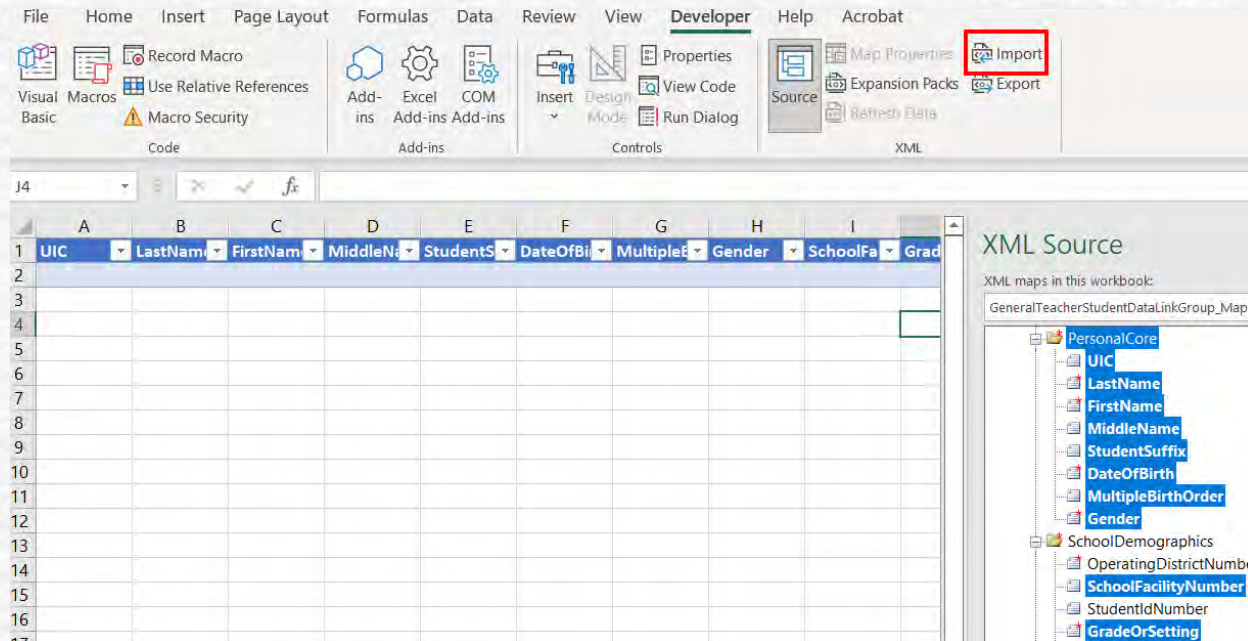 File Home Insert Page Layout Formulas Data Review View Developer Help Acrobat
Visual Basic
Macros
Record Macro
Use Relative References
Macro Security
Code
Add-ins
Excel Add-ins
COM Add-ins
Add-ins
Insert
Design Mode
Properties
View Code
Run Dialog
Controls
Source
Map Properties
Expansion Packs
Refresh Data
Import
Export
XML
J4
fx
A B C D E F G H I
1 UIC LastNam FirstNam MiddleNa StudentS DateOfBi MultipleB Gender SchoolFa Grad
2
3
4
5
6
7
8
9
10
11
12
13
14
15
16
XML Source
XML maps in this workbook:
GeneralTeacherStudentDataLinkGroup_Map
PersonalCore
UIC
LastName
FirstName
MiddleName
StudentSuffix
DateOfBirth
MultipleBirthOrder
Gender
SchoolDemographics
OperatingDistrictNumbe
SchoolFacilityNumber
StudentIdNumber
GradeOrSetting